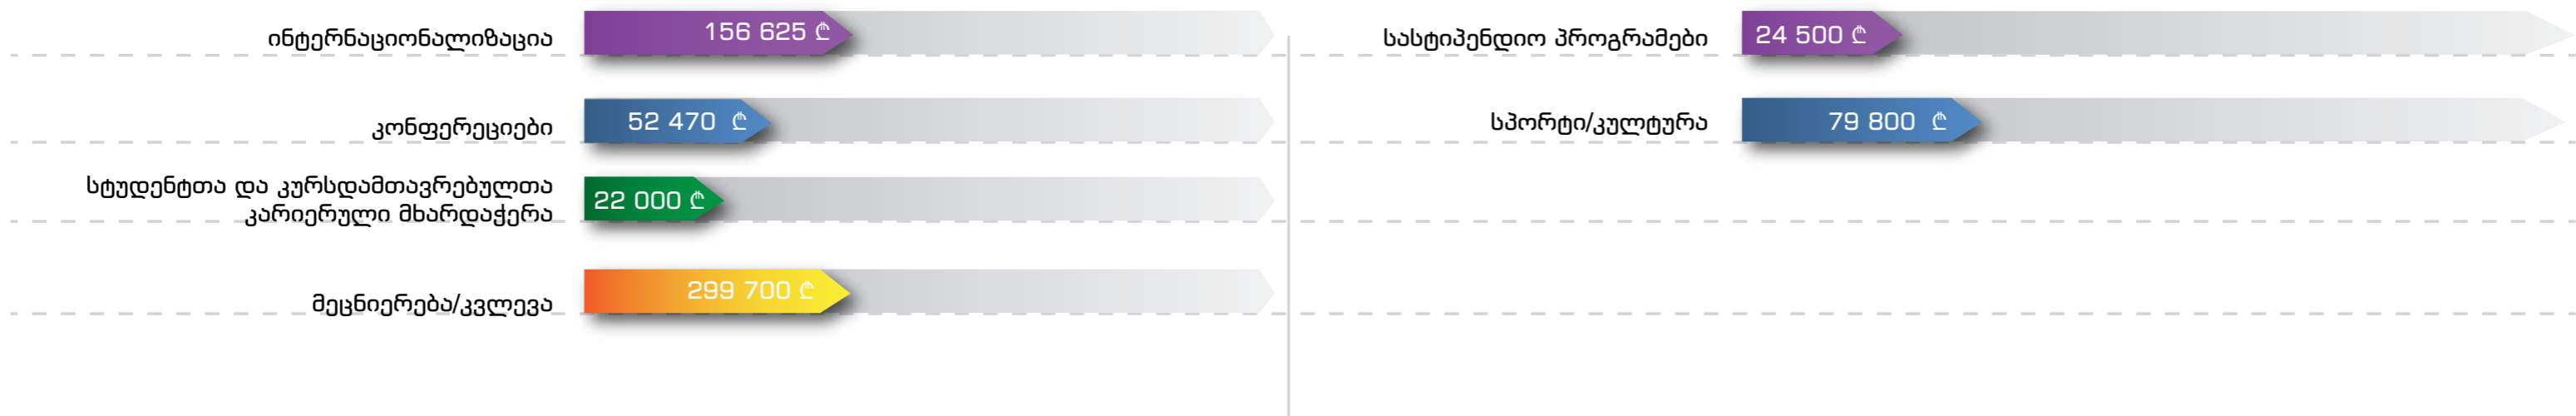 ინტერნაციონალიზაცია
156 625 ₾
კონფერეციები
52 470 ₾
სტუდენტთა და კურსდამთავრებულთა
კარიერული მხარდაჭერა
22 000 ₾
მეცნიერება/კვლევა
299 700 ₾
სასტიპენდიო პროგრამები
24 500 ₾
სპორტი/კულტურა
79 800 ₾